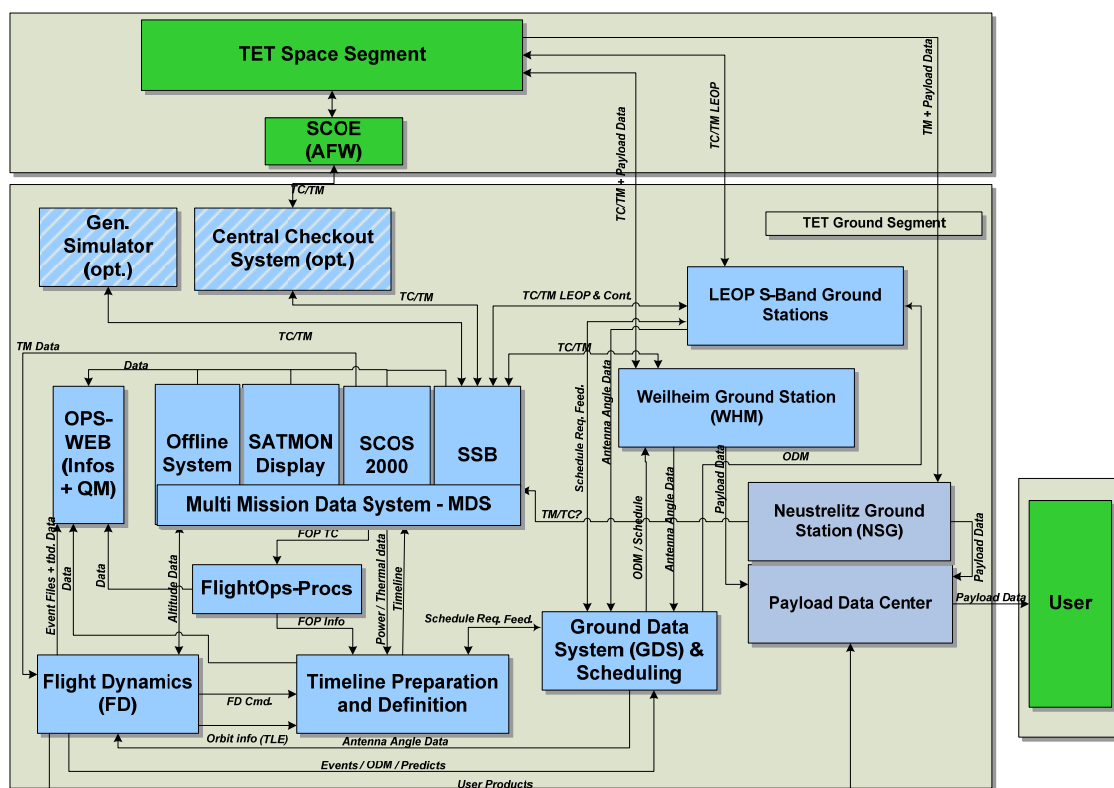 TET Space Segment
SCOE
(AFW)
TC/TM
TC/TM + Payload Data
TC/TM LEOP
TM + Payload Data
TET Ground Segment
Gen.
Simulator
(opt.)
Central Checkout
System (opt.)
LEOP S-Band Ground
Stations
TC/TM
TC/TM LEOP & Cont.
TC/TM
TC/TM
TM Data
Data
Weilheim Ground Station
(WHM)
OPS-
WEB
(Infos
+ QM)
Offline
System
SATMON
Display
SCOS
2000
SSB
Multi Mission Data System - MDS
Schedule Req. Feed.
Antenna Angle Data
ODM
Payload Data
TM/TC?
Neustrelitz Ground
Station (NSG)
Payload Data
FOP TC
Event Files + tbd. Data
Data
Data
Altitude Data
FlightOps-Procs
Power / Thermal data
Timeline
ODM / Schedule
Antenna Angle Data
Payload Data Center
Payload Data
User
FOP Info
Schedule Req. Feed.
Ground Data
System (GDS) &
Scheduling
Flight Dynamics
(FD)
FD Cmd.
Timeline Preparation
and Definition
Orbit info (TLE)
Antenna Angle Data
Events / ODM / Predicts
User Products